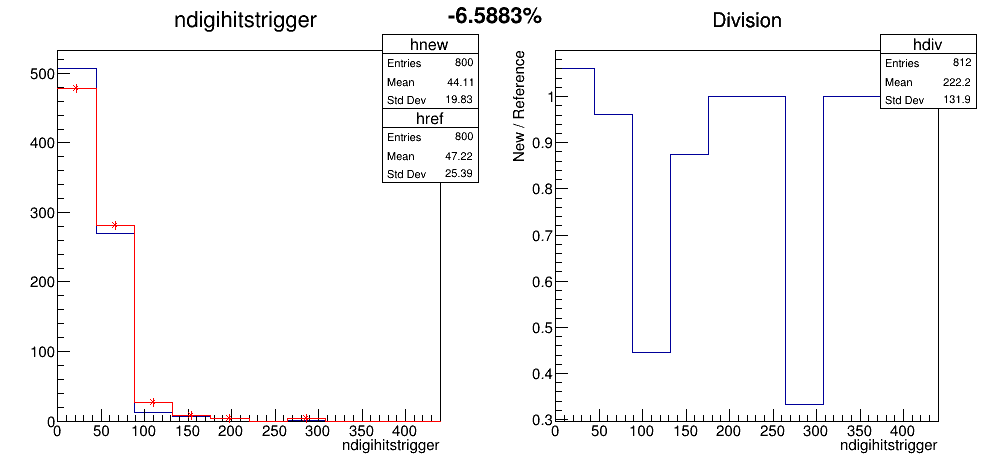 -6.5883%
ndigihitstrigger
hnew
Entries 800
Mean 44.11
Std Dev 19.83
href
Entries 800
Mean 47.22
Std Dev 25.39
500
400
300
200
100
0
0 50 100 150 200 250 300 350 400
ndigihitstrigger
Division
hdiv
Entries 812
Mean 222.2
Std Dev 131.9
New / Reference
1
0.9
0.8
0.7
0.6
0.5
0.4
0.3
0 50 100 150 200 250 300 350 400
ndigihitstrigger